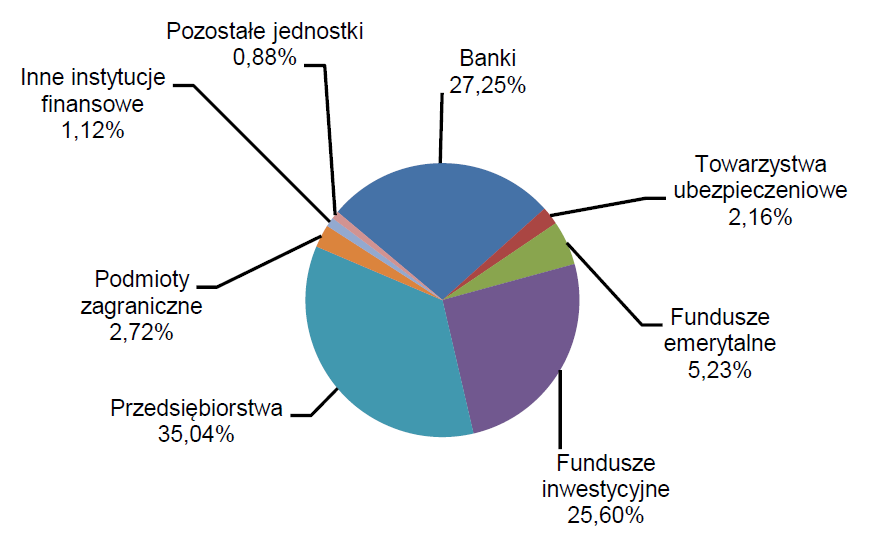 Pozostałe jednostki
0,88%
Banki
27,25%
Inne instytucje
finansowe
1,12%
Towarzystwa
ubezpieczeniowe
2,16%
Podmioty
zagraniczne
2,72%
Fundusze
emerytalne
5,23%
Przedsiębiorstwa
35,04%
Fundusze
inwestycyjne
25,60%